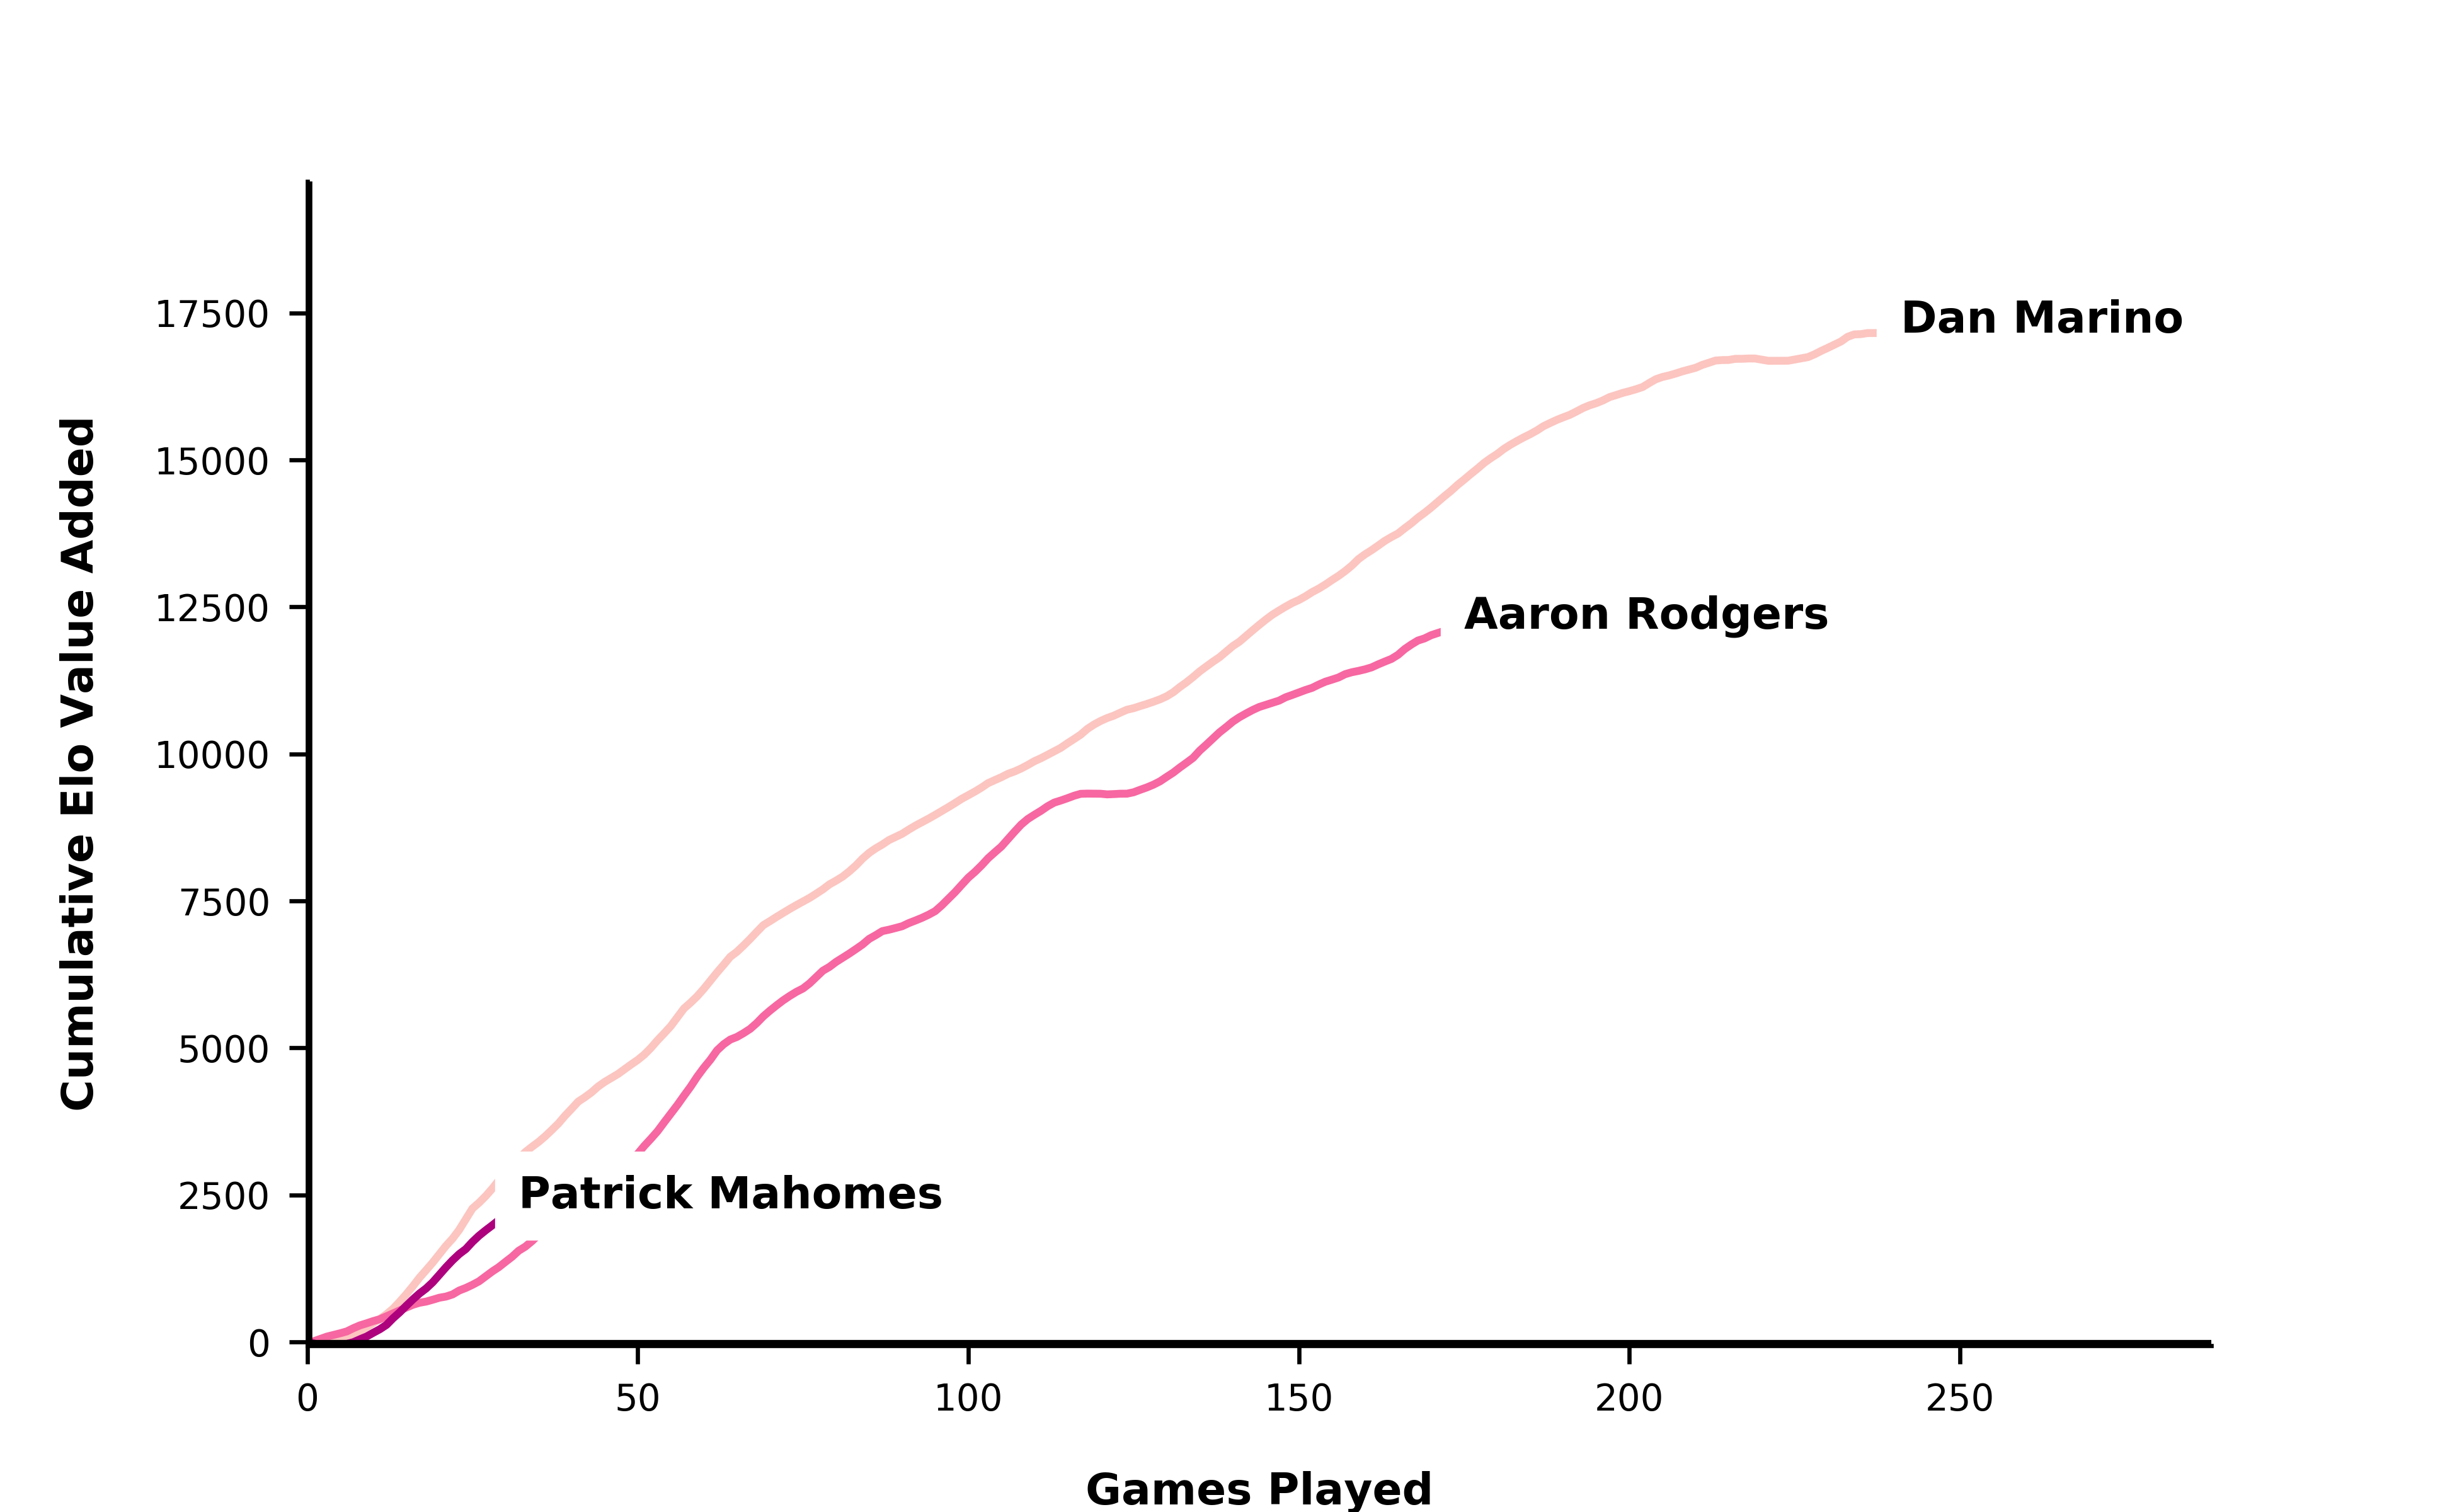 Cumulative Elo Value Added
17500
15000
12500
10000
7500
5000
2500
0
Dan Marino
Aaron Rodgers
Patrick Mahomes
0 50 100 150 200 250
Games Played